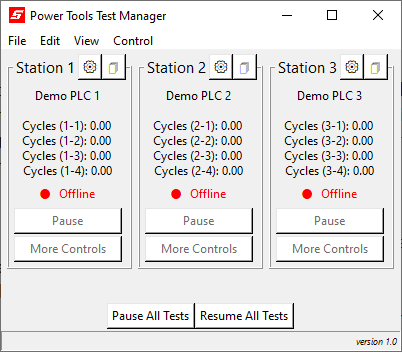 Power Tools Test Manager
File Edit View Control
Station 1 Station 2 Station 3
Demo PLC 1 Demo PLC 2 Demo PLC 3
Cycles (1-1): 0.00 Cycles (2-1): 0.00 Cycles (3-1): 0.00
Cycles (1-2): 0.00 Cycles (2-2): 0.00 Cycles (3-2): 0.00
Cycles (1-3): 0.00 Cycles (2-3): 0.00 Cycles (3-3): 0.00
Cycles (1-4): 0.00 Cycles (2-4): 0.00 Cycles (3-4): 0.00
Offline Offline Offline
Pause Pause Pause
More Controls More Controls More Controls
Pause All Tests Resume All Tests
version 1.0